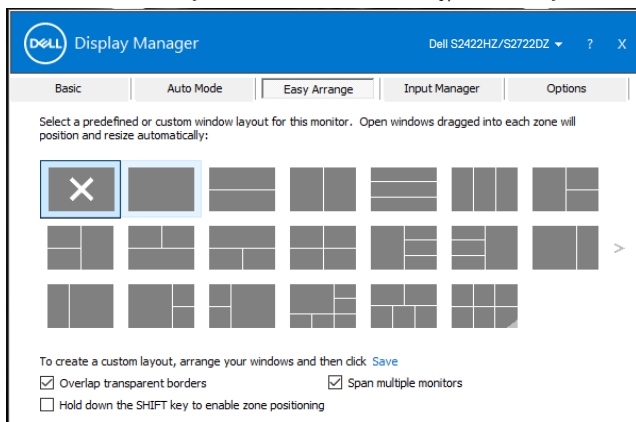 DELL Display Manager
Dell S2422HZ/S2722DZ ? X
Basic Auto Mode Easy Arrange Input Manager Options
Select a predefined or custom window layout for this monitor. Open windows dragged into each zone will
position and resize automatically:
>
To create a custom layout, arrange your windows and then click Save
Overlap transparent borders Span multiple monitors
Hold down the SHIFT key to enable zone positioning